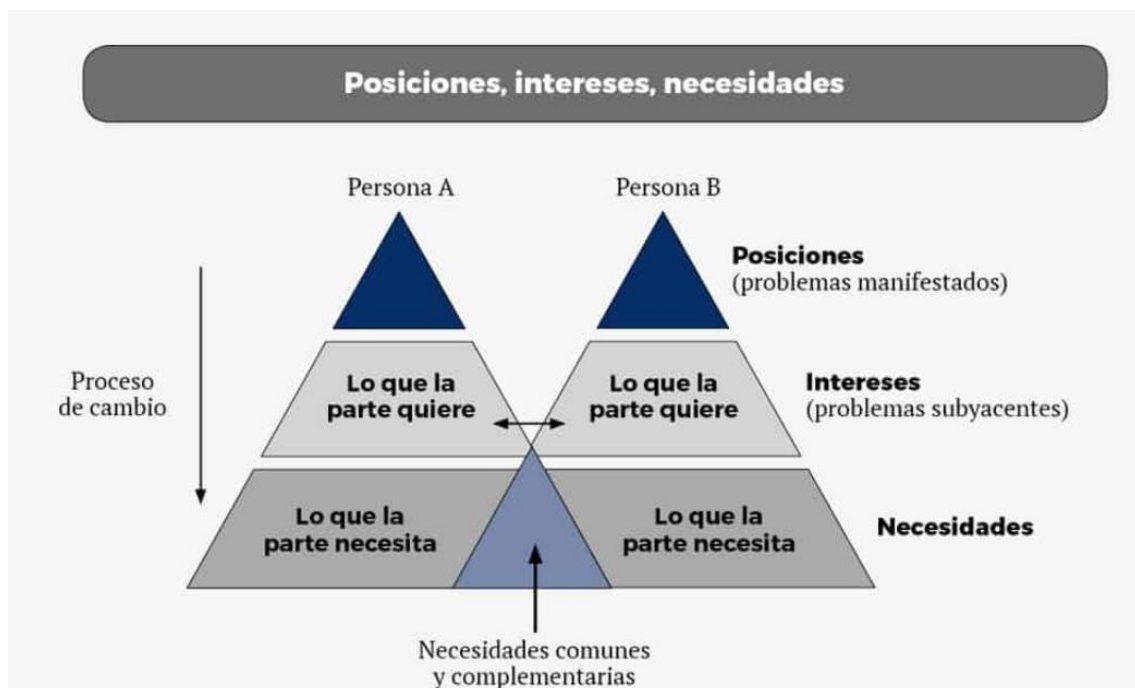 Posiciones, intereses, necesidades
Persona A
Persona B
Posiciones
(problemas manifestados)
Proceso
de cambio
Lo que la
parte quiere
Lo que la
parte quiere
Intereses
(problemas subyacentes)
Lo que la
parte necesita
Lo que la
parte necesita
Necesidades
Necesidades comunes
y complementarias